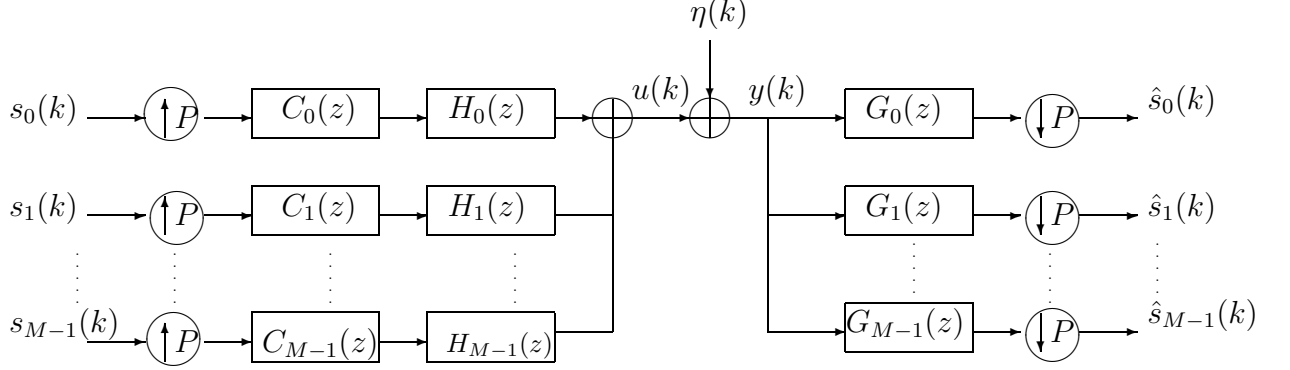 η(k)
s₀(k) ↑P C₀(z) H₀(z) u(k) y(k) G₀(z) ↓P ŝ₀(k)
s₁(k) ↑P C₁(z) H₁(z) G₁(z) ↓P ŝ₁(k)
s_{M−1}(k) ↑P C_{M−1}(z) H_{M−1}(z) G_{M−1}(z) ↓P ŝ_{M−1}(k)